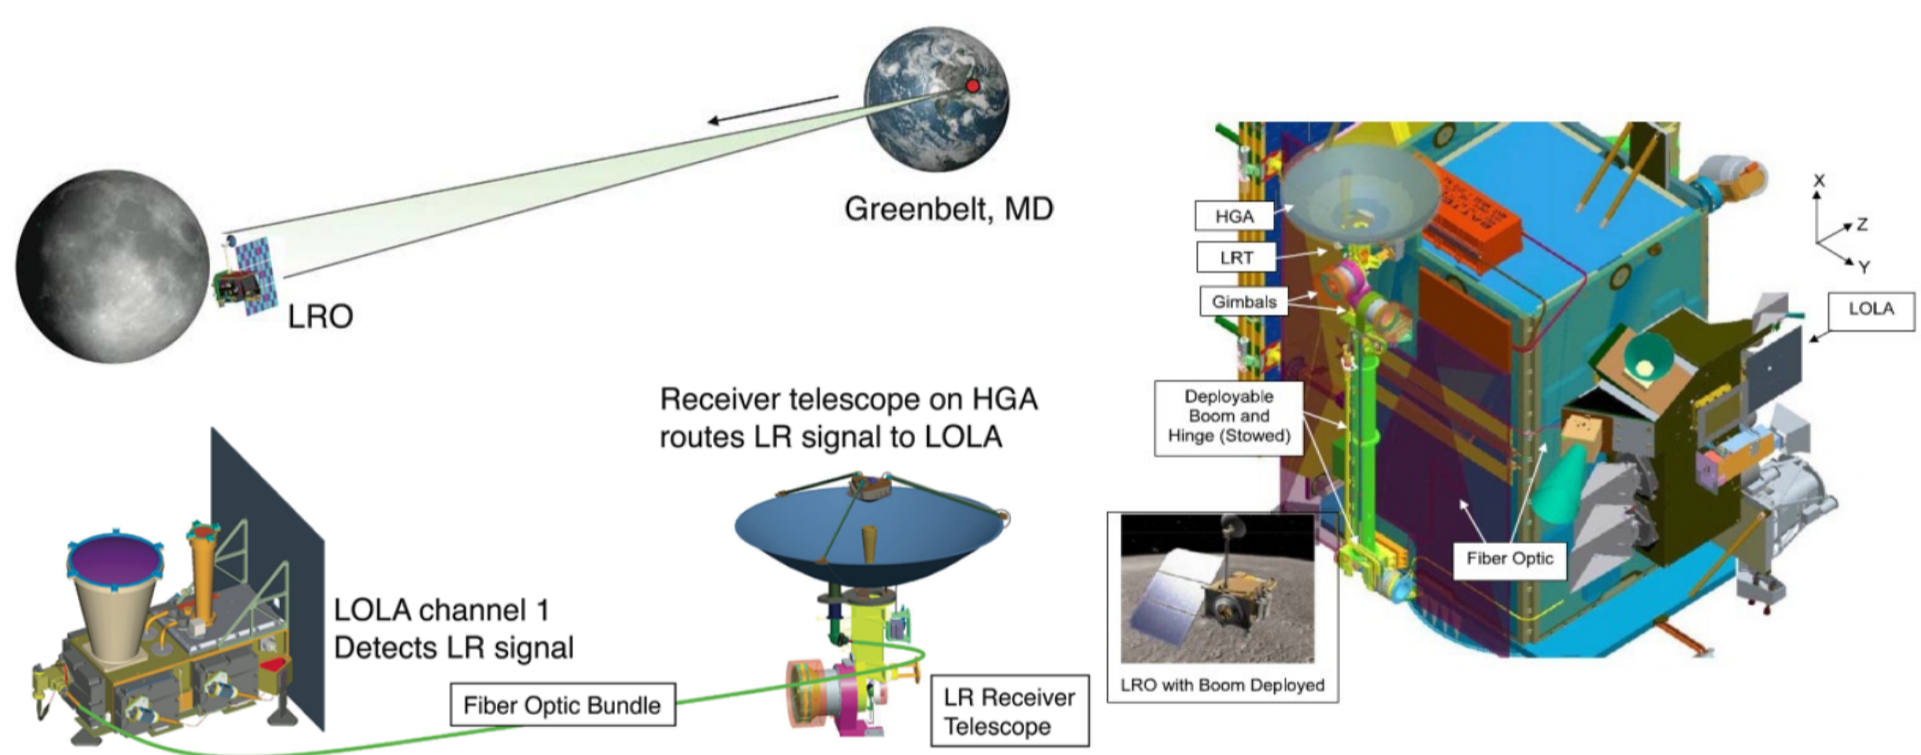 Greenbelt, MD
LRO
Receiver telescope on HGA
routes LR signal to LOLA
LOLA channel 1
Detects LR signal
Fiber Optic Bundle
LR Receiver
Telescope
HGA
LRT
Gimbals
Deployable
Boom and
Hinge (Stowed)
Fiber Optic
LRO with Boom Deployed
X
Z
Y
LOLA